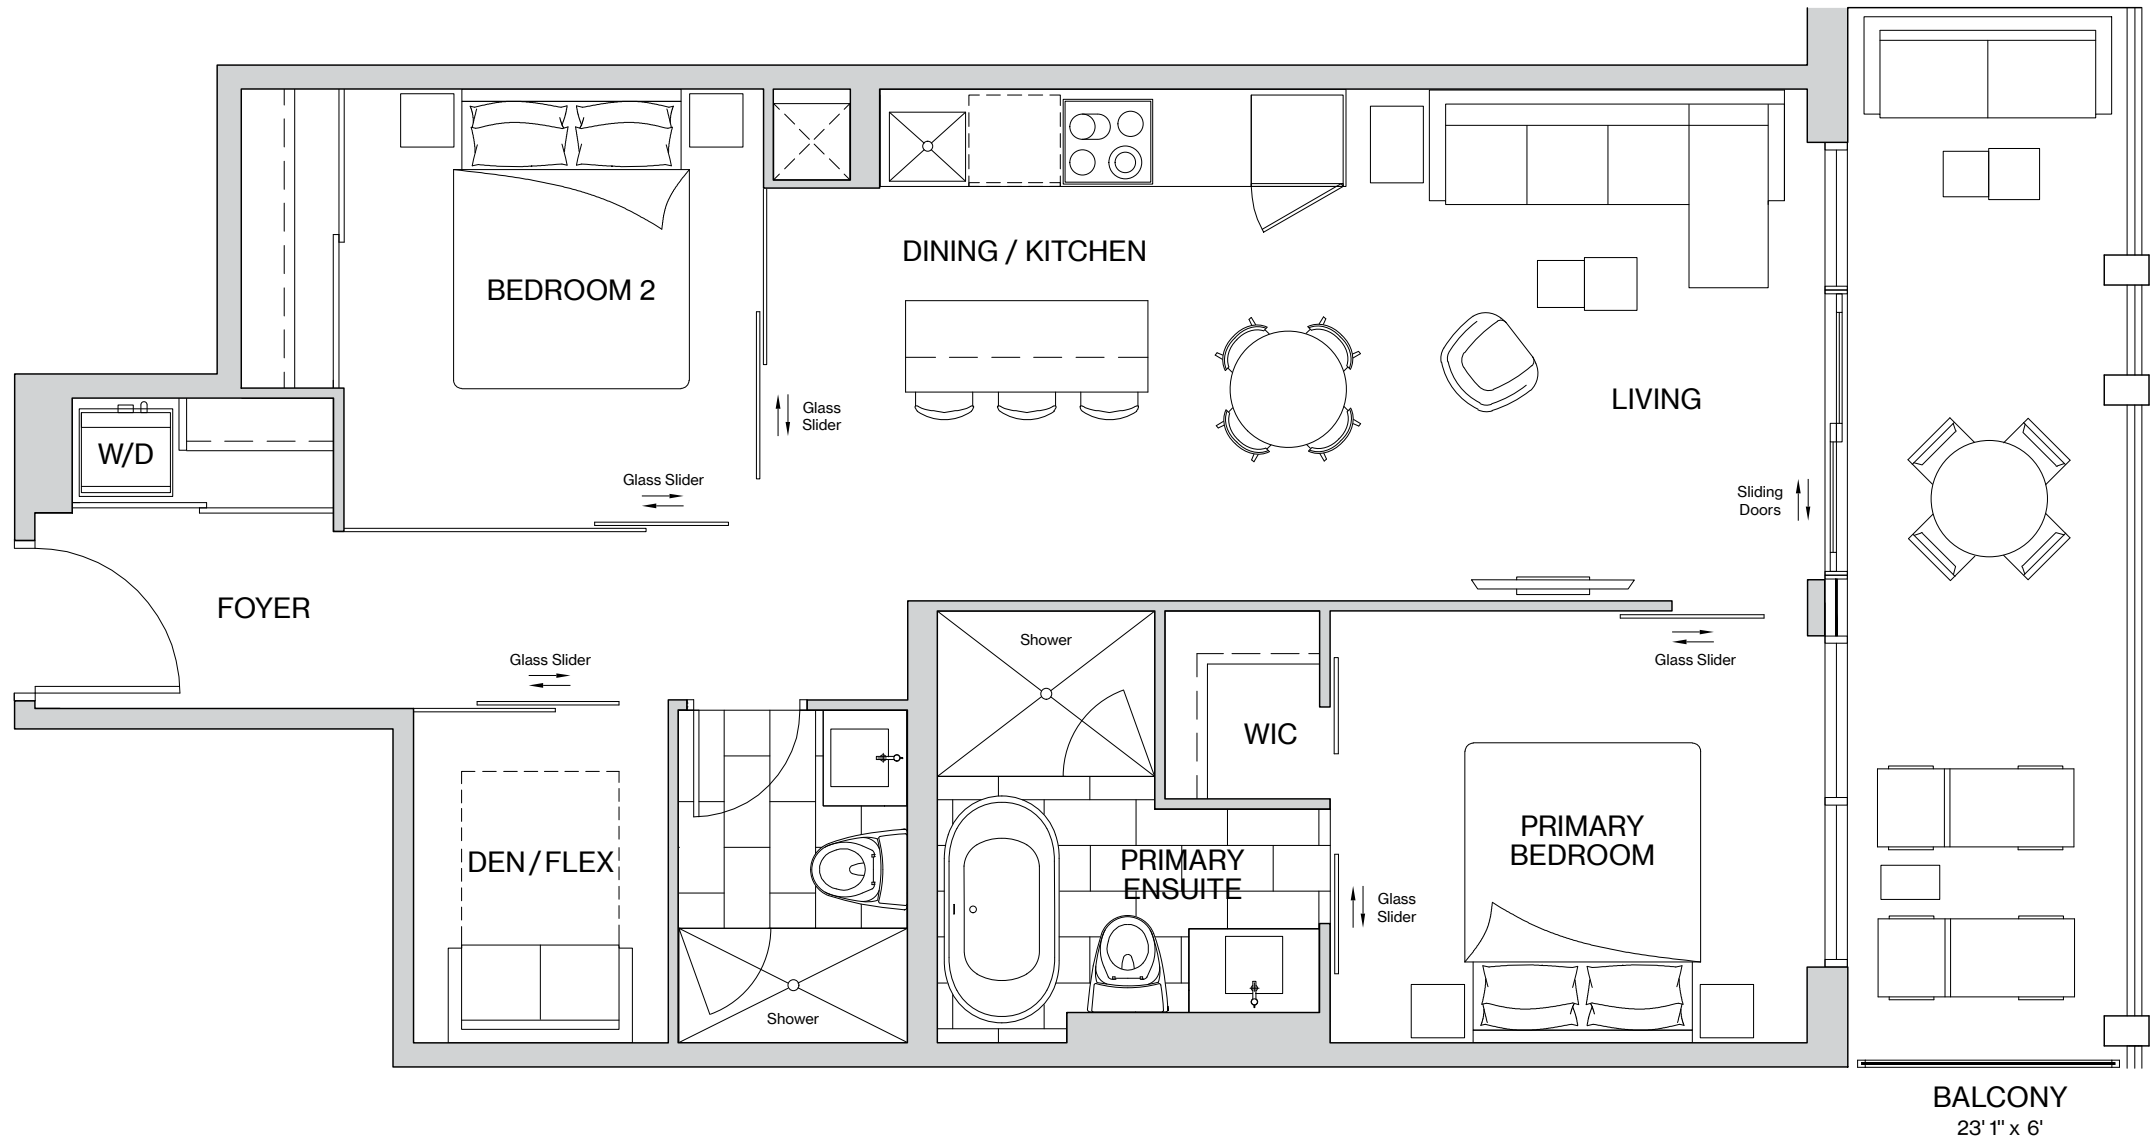 DINING / KITCHEN
BEDROOM 2
LIVING
Glass
Slider
W/D
Glass Slider
Sliding
Doors
FOYER
Shower
Glass Slider
Glass Slider
WIC
PRIMARY
BEDROOM
DEN / FLEX
PRIMARY
ENSUITE
Glass
Slider
Shower
BALCONY
23' 1" x 6'